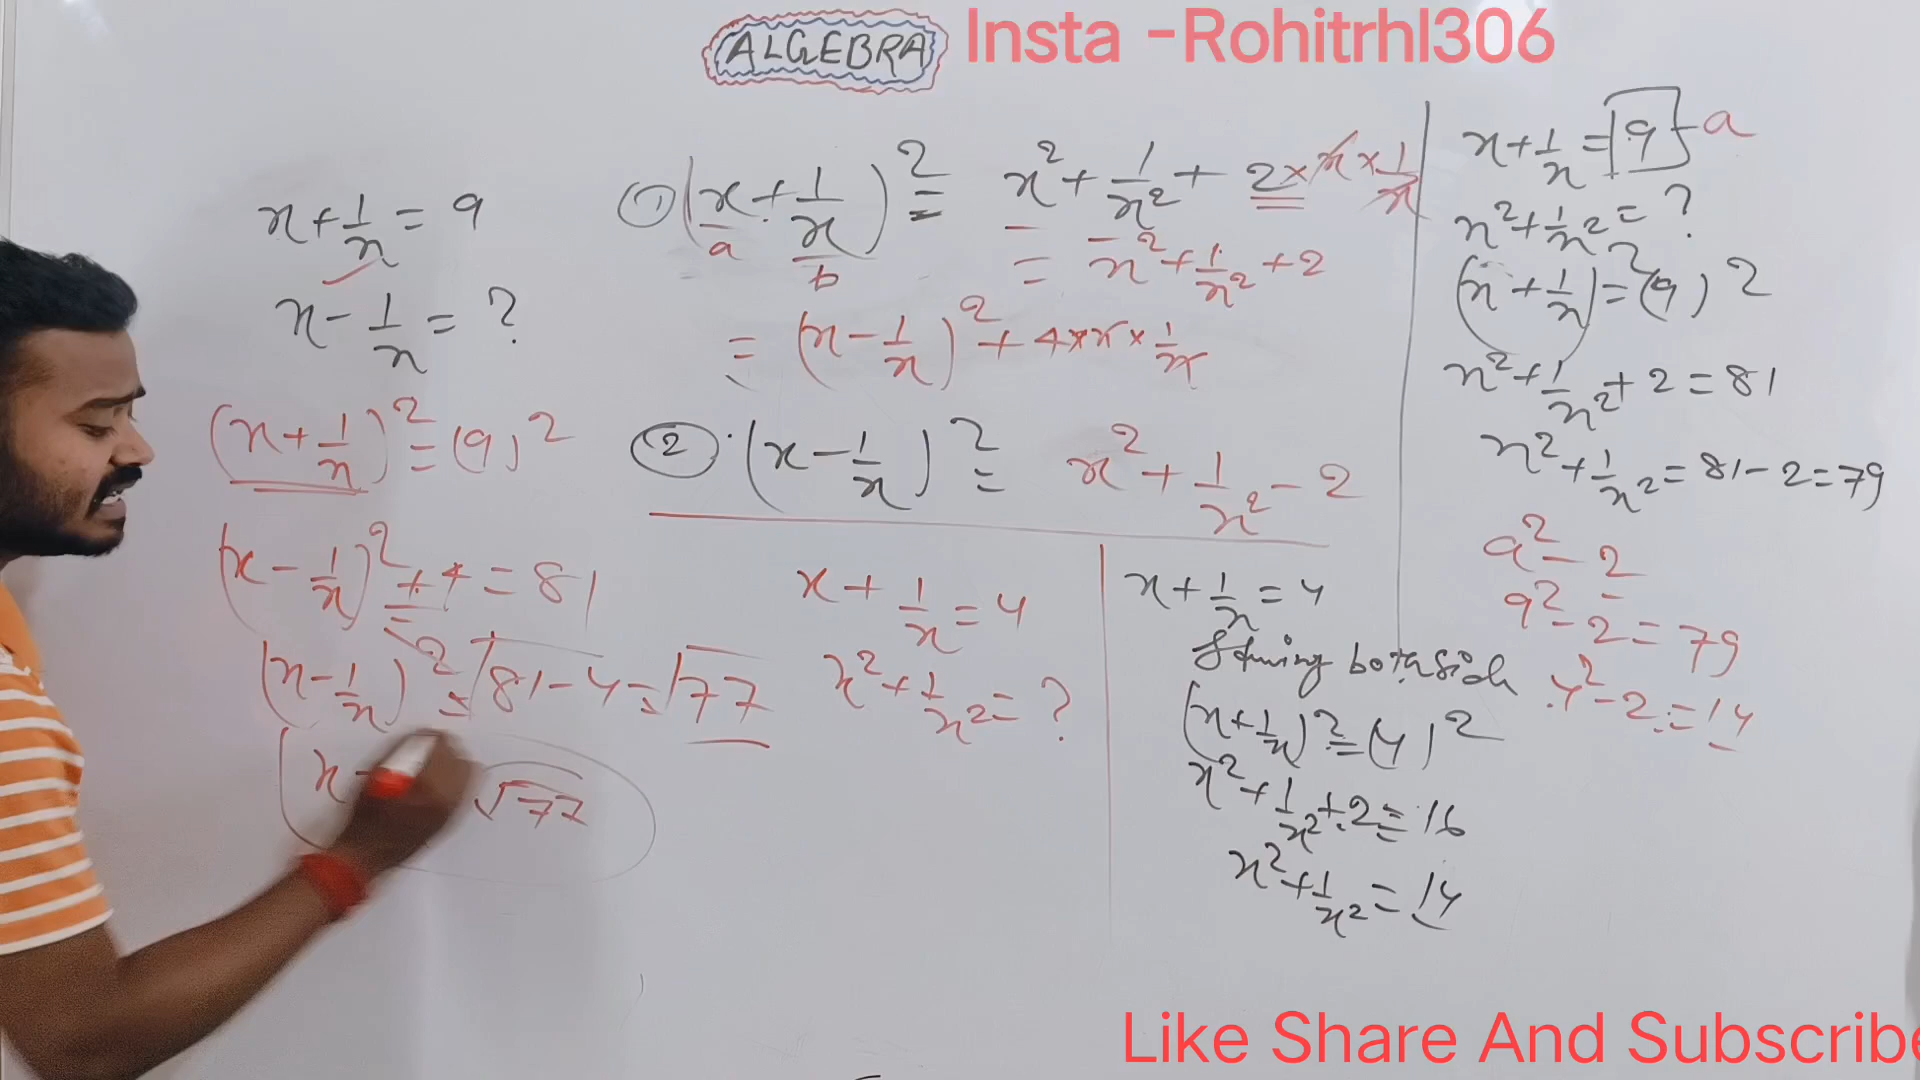 ALGEBRA
Insta -Rohitrhl306
x+1/x = 9
x-1/x = ?
(x+1/x)² = (9)²
(x-1/x)²+4 = 81
(x-1/x)² = √81-4 = √77
x-
√77
① (x+1/x)² = x²+1/x²+2×x×1/x
a b
= x²+1/x²+2
= (x-1/x)²+4×x×1/x
② (x-1/x)² = x²+1/x²-2
x+1/x = 4
x²+1/x² = ?
x+1/x = 4
both side
(x+1/x)² = (4)²
x²+1/x²+2 = 16
x²+1/x² = 14
x+1/x = 9 a
x²+1/x² = ?
(x+1/x)² = (9)²
x²+1/x²+2 = 81
x²+1/x² = 81-2 = 79
a²-2
9²-2 = 79
4²-2 = 14
Like Share And Subscribe